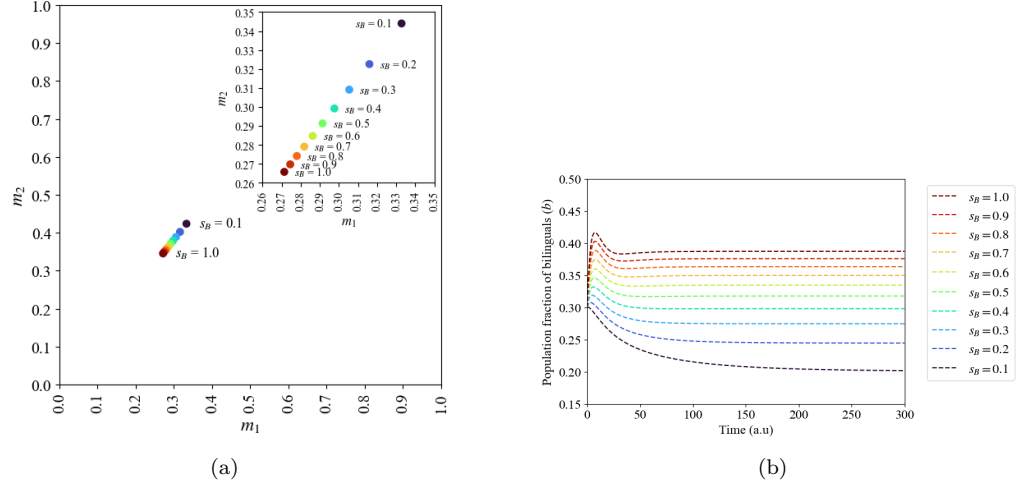 1.0
0.9
0.8
0.7
0.6
0.5
0.4
0.3
0.2
0.1
0.0
m2
0.0
0.1
0.2
0.3
0.4
0.5
0.6
0.7
0.8
0.9
1.0
m1
sB = 0.1
sB = 1.0
0.35
0.34
0.33
0.32
0.31
0.30
0.29
0.28
0.27
0.26
m2
0.26
0.27
0.28
0.29
0.30
0.31
0.32
0.33
0.34
0.35
m1
sB = 0.1
sB = 0.2
sB = 0.3
sB = 0.4
sB = 0.5
sB = 0.6
sB = 0.7
sB = 0.8
sB = 0.9
sB = 1.0
(a)
0.50
0.45
0.40
0.35
0.30
0.25
0.20
0.15
Population fraction of bilinguals (b)
0
50
100
150
200
250
300
Time (a.u)
sB = 1.0
sB = 0.9
sB = 0.8
sB = 0.7
sB = 0.6
sB = 0.5
sB = 0.4
sB = 0.3
sB = 0.2
sB = 0.1
(b)